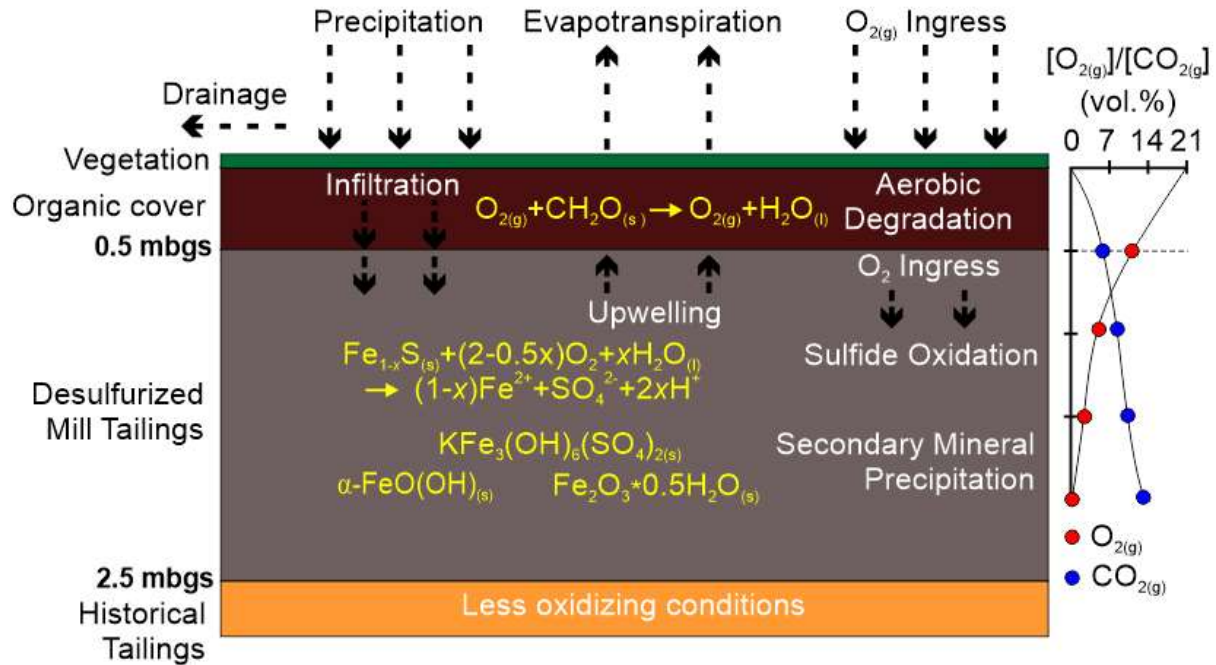 Precipitation
Evapotranspiration
O2(g) Ingress
[O2(g)]/[CO2(g]
(vol.%)
0 7 14 21
Drainage
Vegetation
Organic cover
0.5 mbgs
Infiltration
O2(g)+CH2O(s)→ O2(g)+H2O(l)
Aerobic
Degradation
O2 Ingress
Upwelling
Fe1-xS(s)+(2-0.5x)O2+xH2O(l)
→ (1-x)Fe2++SO42-+2xH+
Sulfide Oxidation
Desulfurized
Mill Tailings
KFe3(OH)6(SO4)2(s)
α-FeO(OH)(s)
Fe2O3*0.5H2O(s)
Secondary Mineral
Precipitation
O2(g)
CO2(g)
2.5 mbgs
Historical
Tailings
Less oxidizing conditions